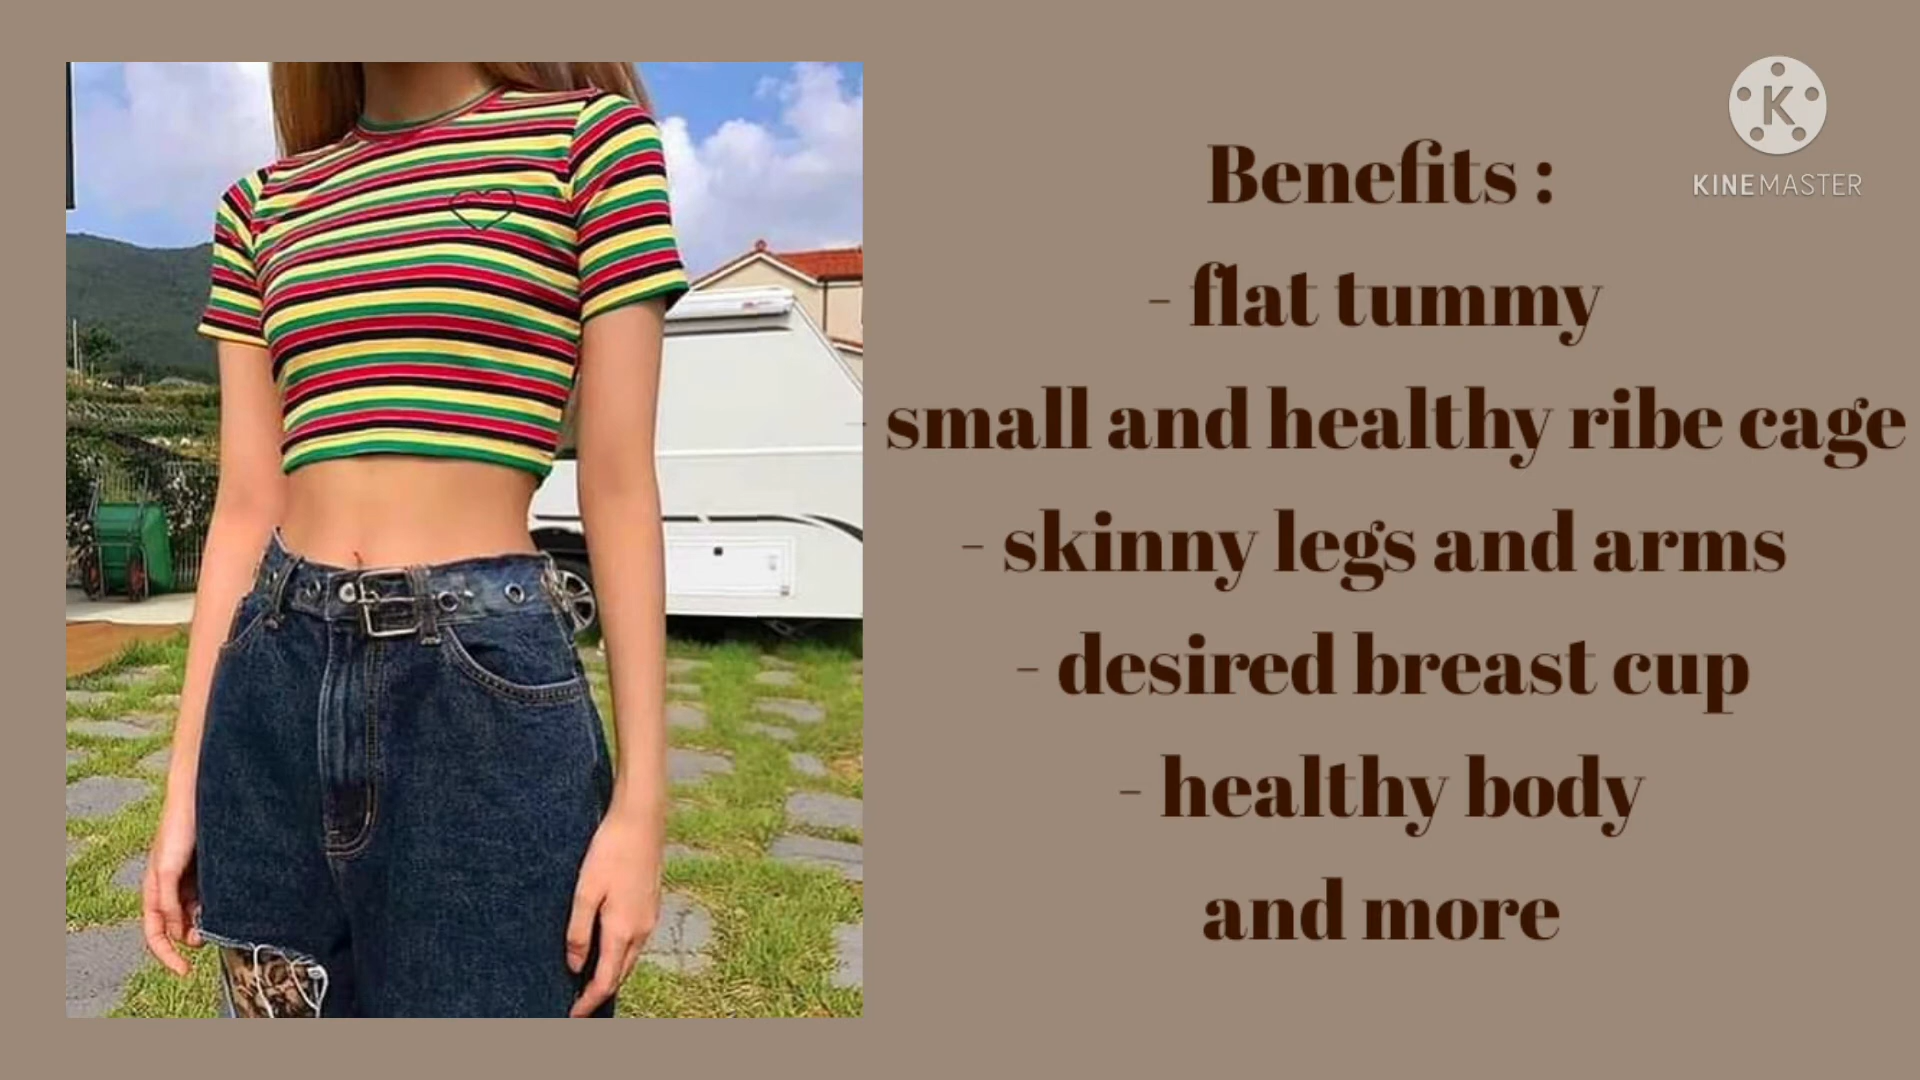 K
KINEMASTER
Benefits :
- flat tummy
- small and healthy ribe cage
- skinny legs and arms
- desired breast cup
- healthy body
and more